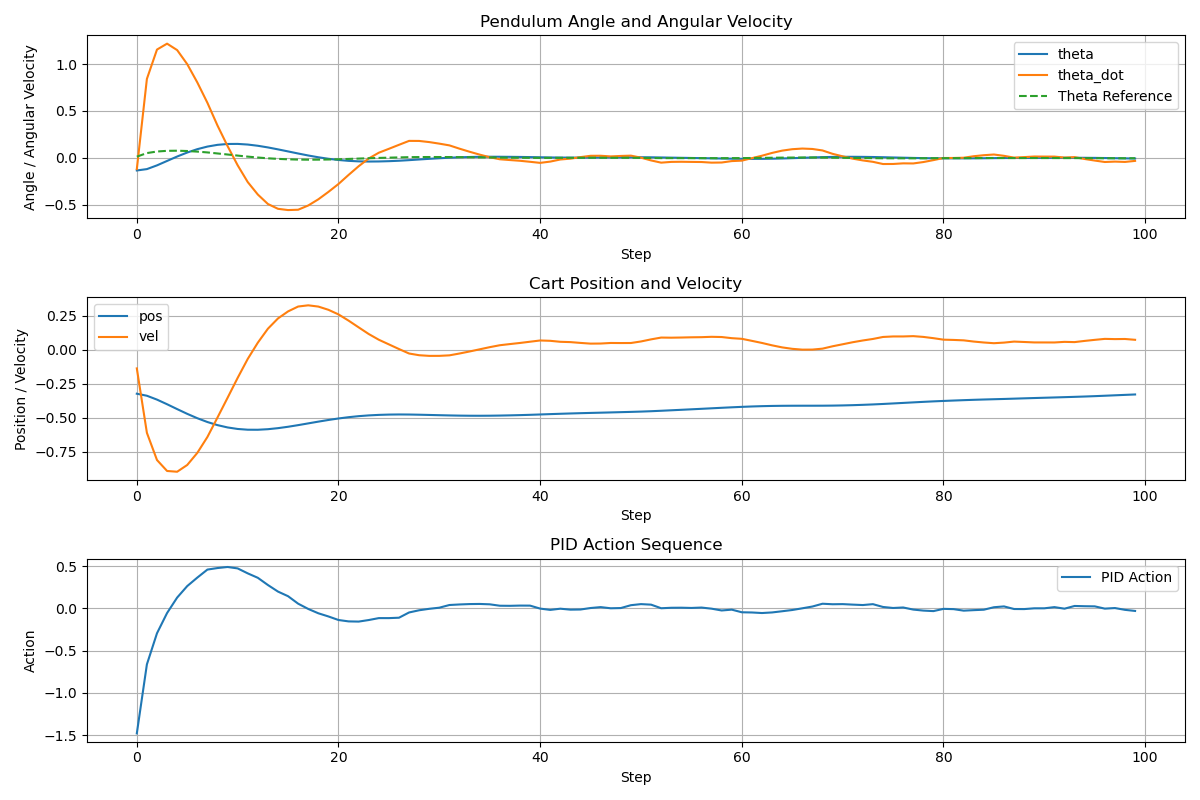 Pendulum Angle and Angular Velocity
Angle / Angular Velocity
1.0
0.5
0.0
−0.5
theta
theta_dot
Theta Reference
0 20 40 60 80 100
Step
Cart Position and Velocity
Position / Velocity
0.25
0.00
−0.25
−0.50
−0.75
pos
vel
0 20 40 60 80 100
Step
PID Action Sequence
Action
0.5
0.0
−0.5
−1.0
−1.5
PID Action
0 20 40 60 80 100
Step